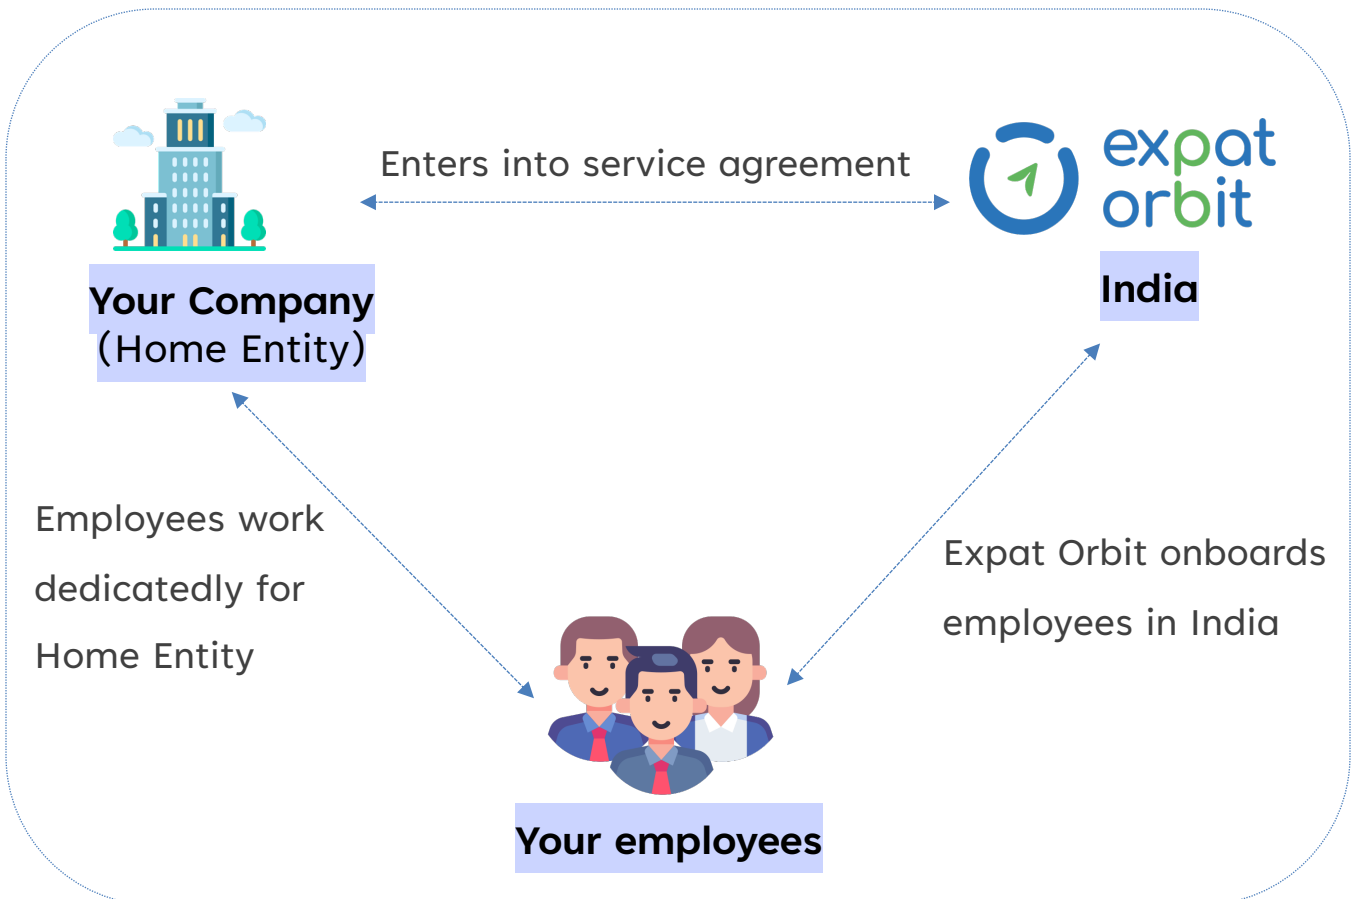 Enters into service agreement
expat
orbit
Your Company
(Home Entity)
India
Employees work
dedicatedly for
Home Entity
Expat Orbit onboards
employees in India
Your employees